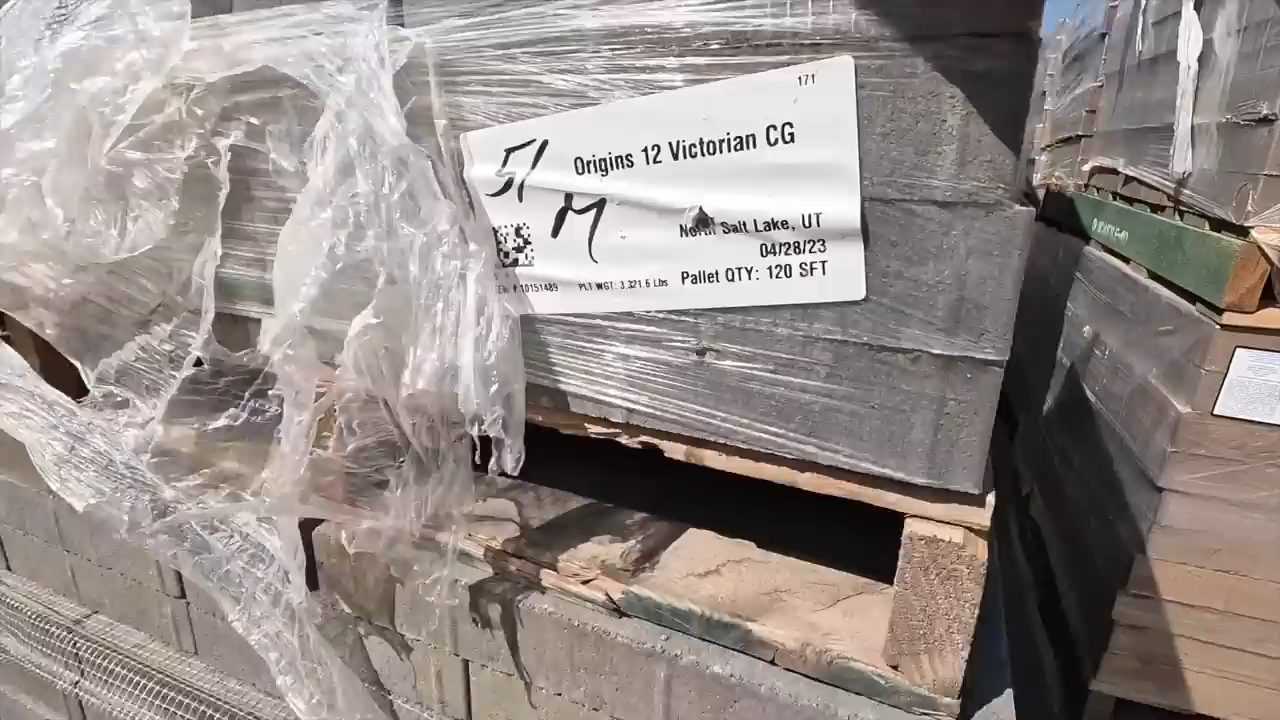 171
Origins 12 Victorian CG
51
M
North Salt Lake, UT
04/28/23
Pallet QTY: 120 SFT
PLT WGT: 3,321.6 Lbs
# 10151489